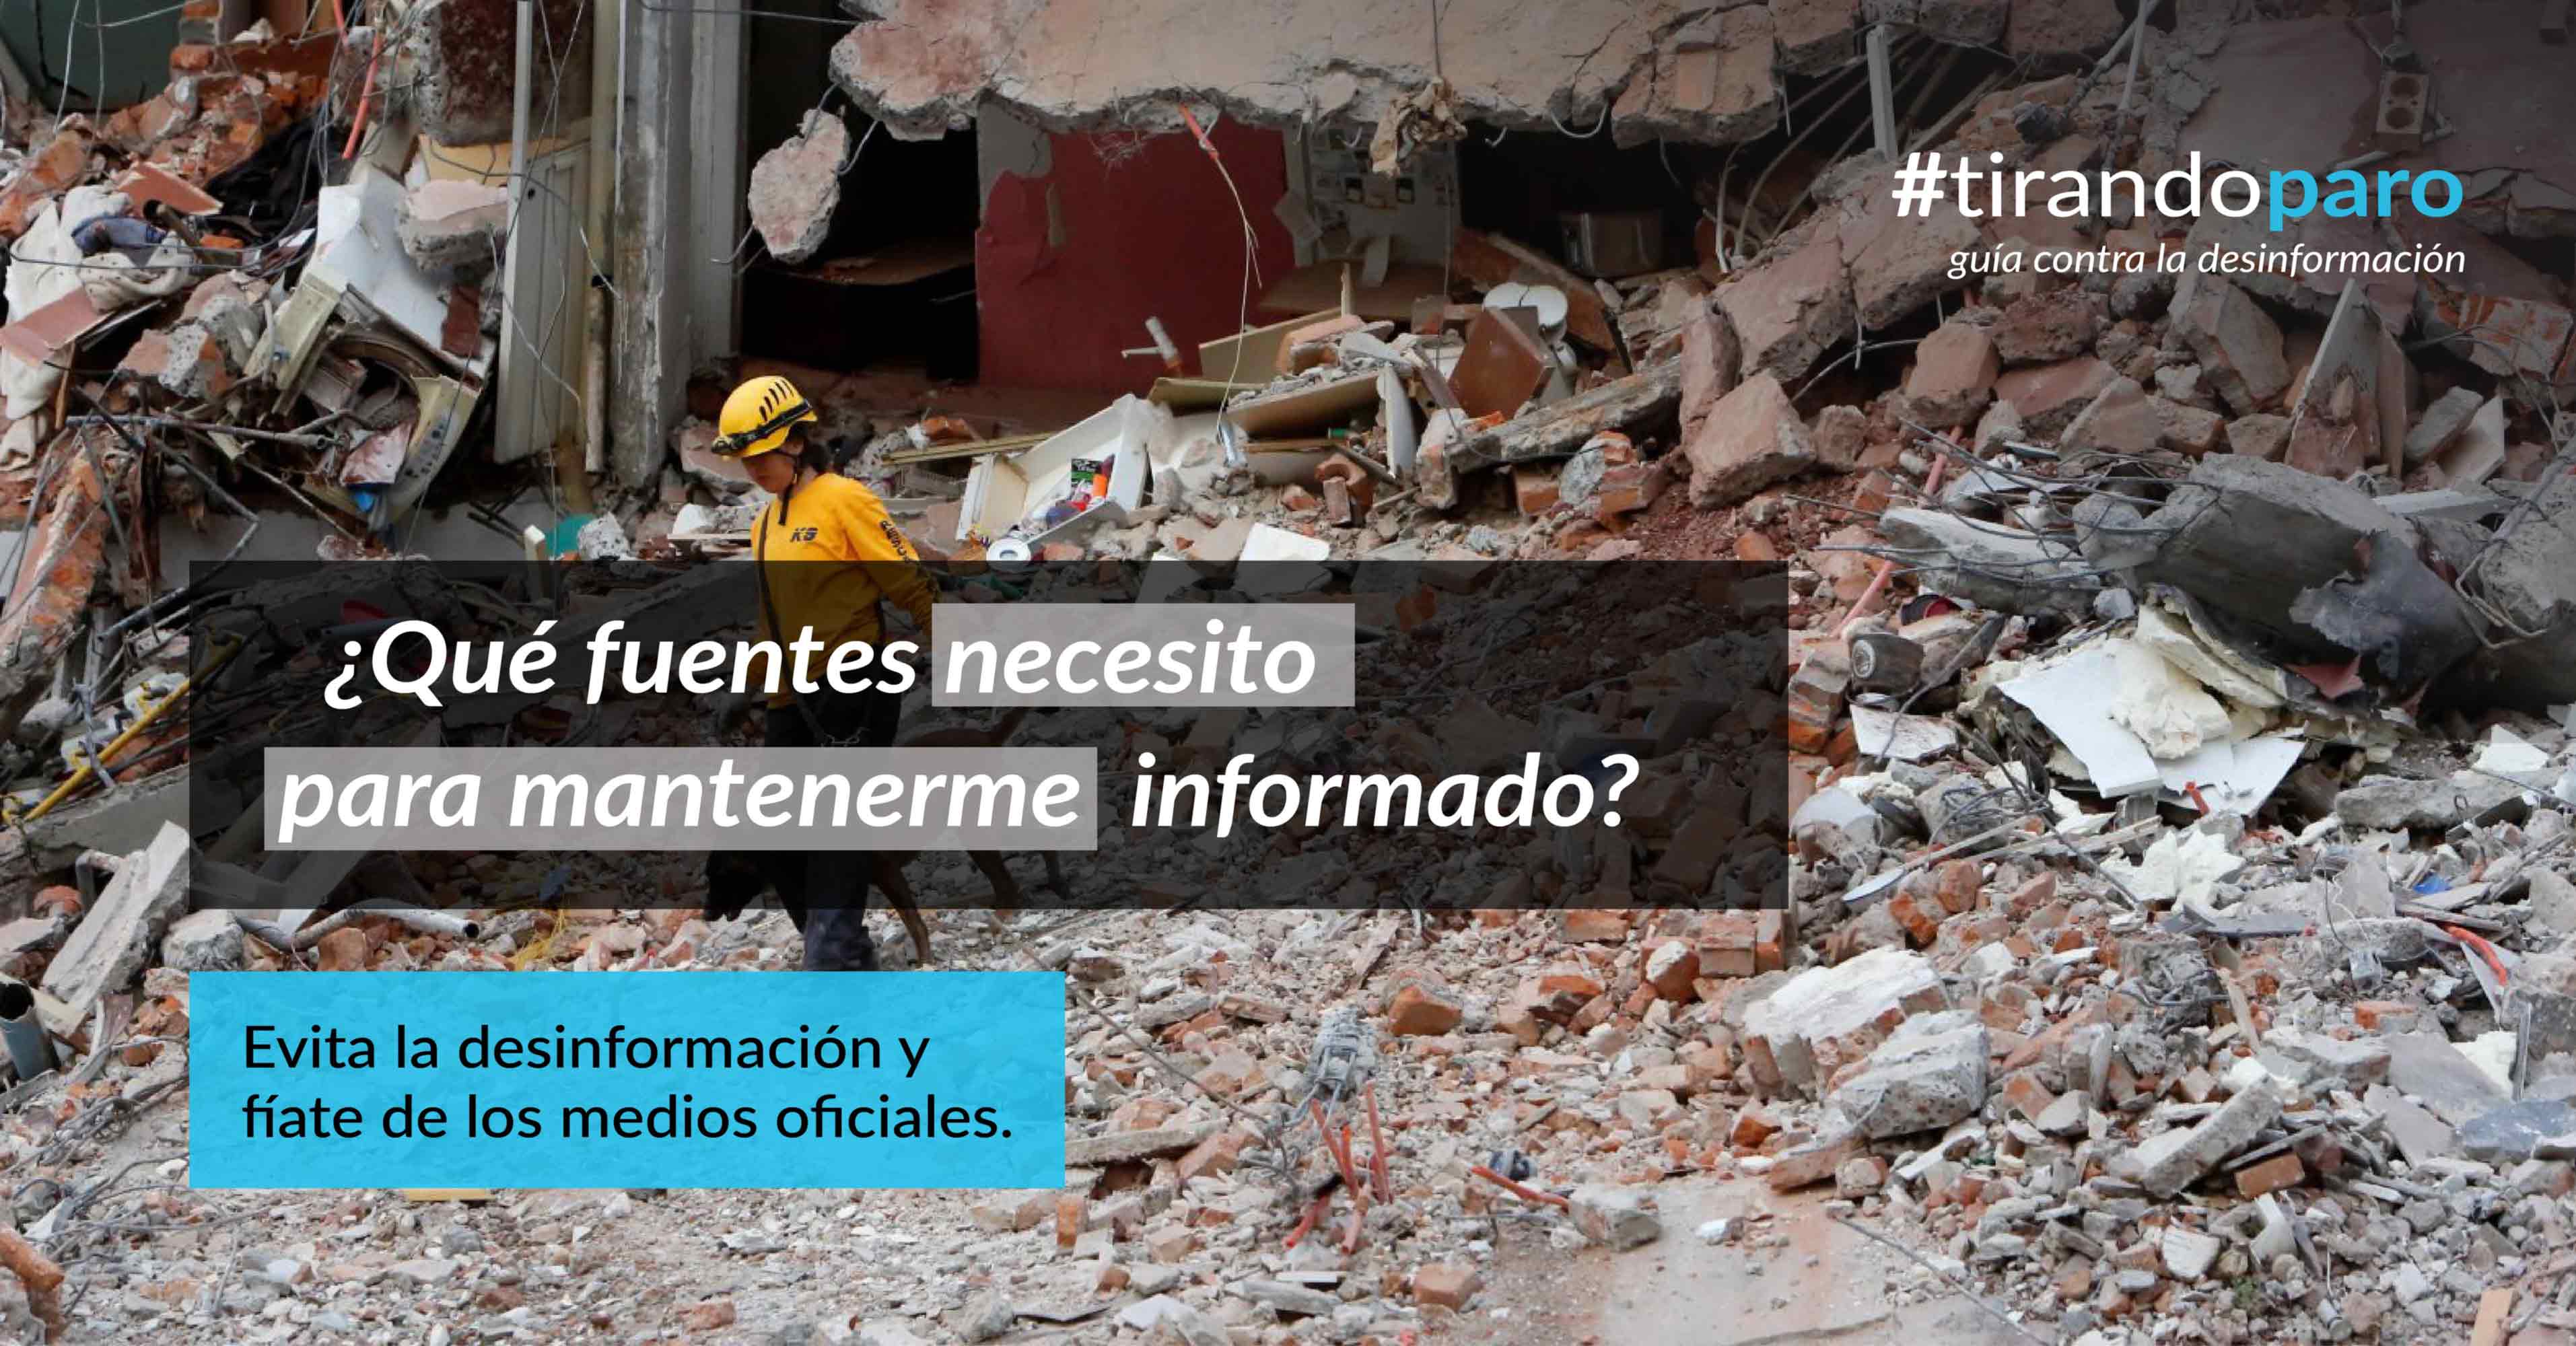 #tirandoparo
guía contra la desinformación
K9
¿Qué fuentes necesito
para mantenerme informado?
Evita la desinformación y
fíate de los medios oficiales.